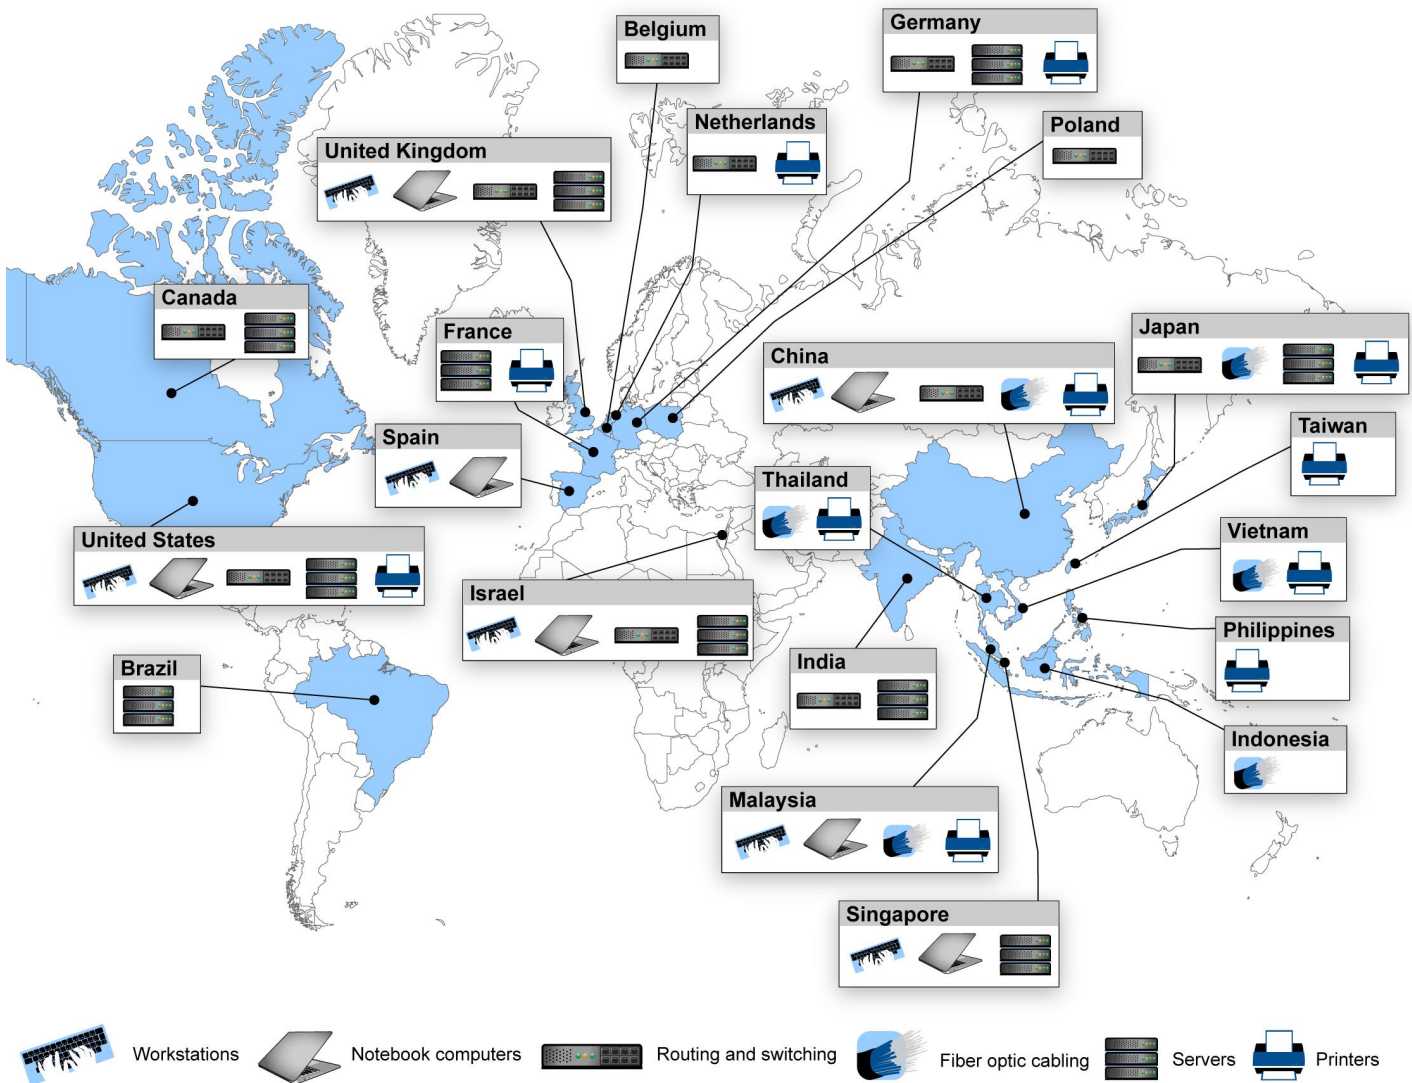 Belgium
Germany
Netherlands
Poland
United Kingdom
Canada
France
Japan
China
Taiwan
Spain
Thailand
Vietnam
United States
Israel
Philippines
Brazil
India
Indonesia
Malaysia
Singapore
Workstations Notebook computers Routing and switching Fiber optic cabling Servers Printers